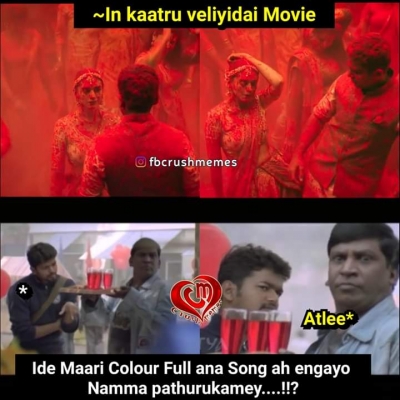 ~In kaatru veliyidai Movie
fbcrushmemes
*
Atlee*
Ide Maari Colour Full ana Song ah engayo
Namma pathurukamey....!!?